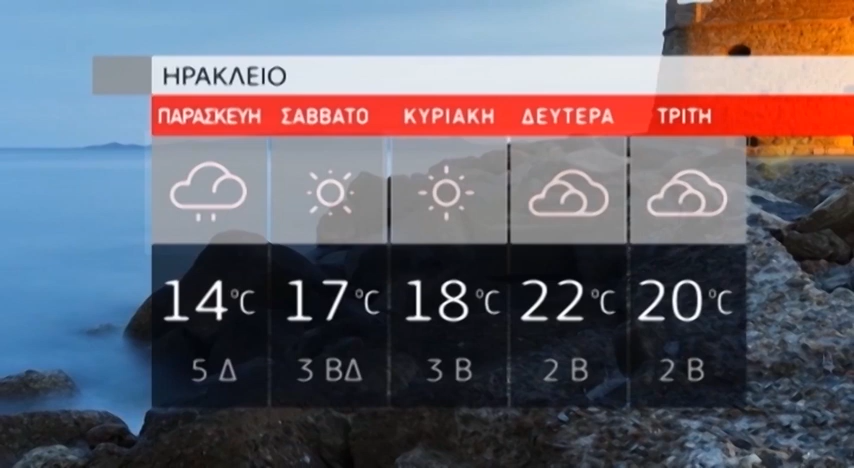 ΗΡΑΚΛΕΙΟ
ΠΑΡΑΣΚΕΥΗ ΣΑΒΒΑΤΟ ΚΥΡΙΑΚΗ ΔΕΥΤΕΡΑ ΤΡΙΤΗ
14°C 17°C 18°C 22°C 20°C
5 Δ 3 ΒΔ 3 Β 2 Β 2 Β